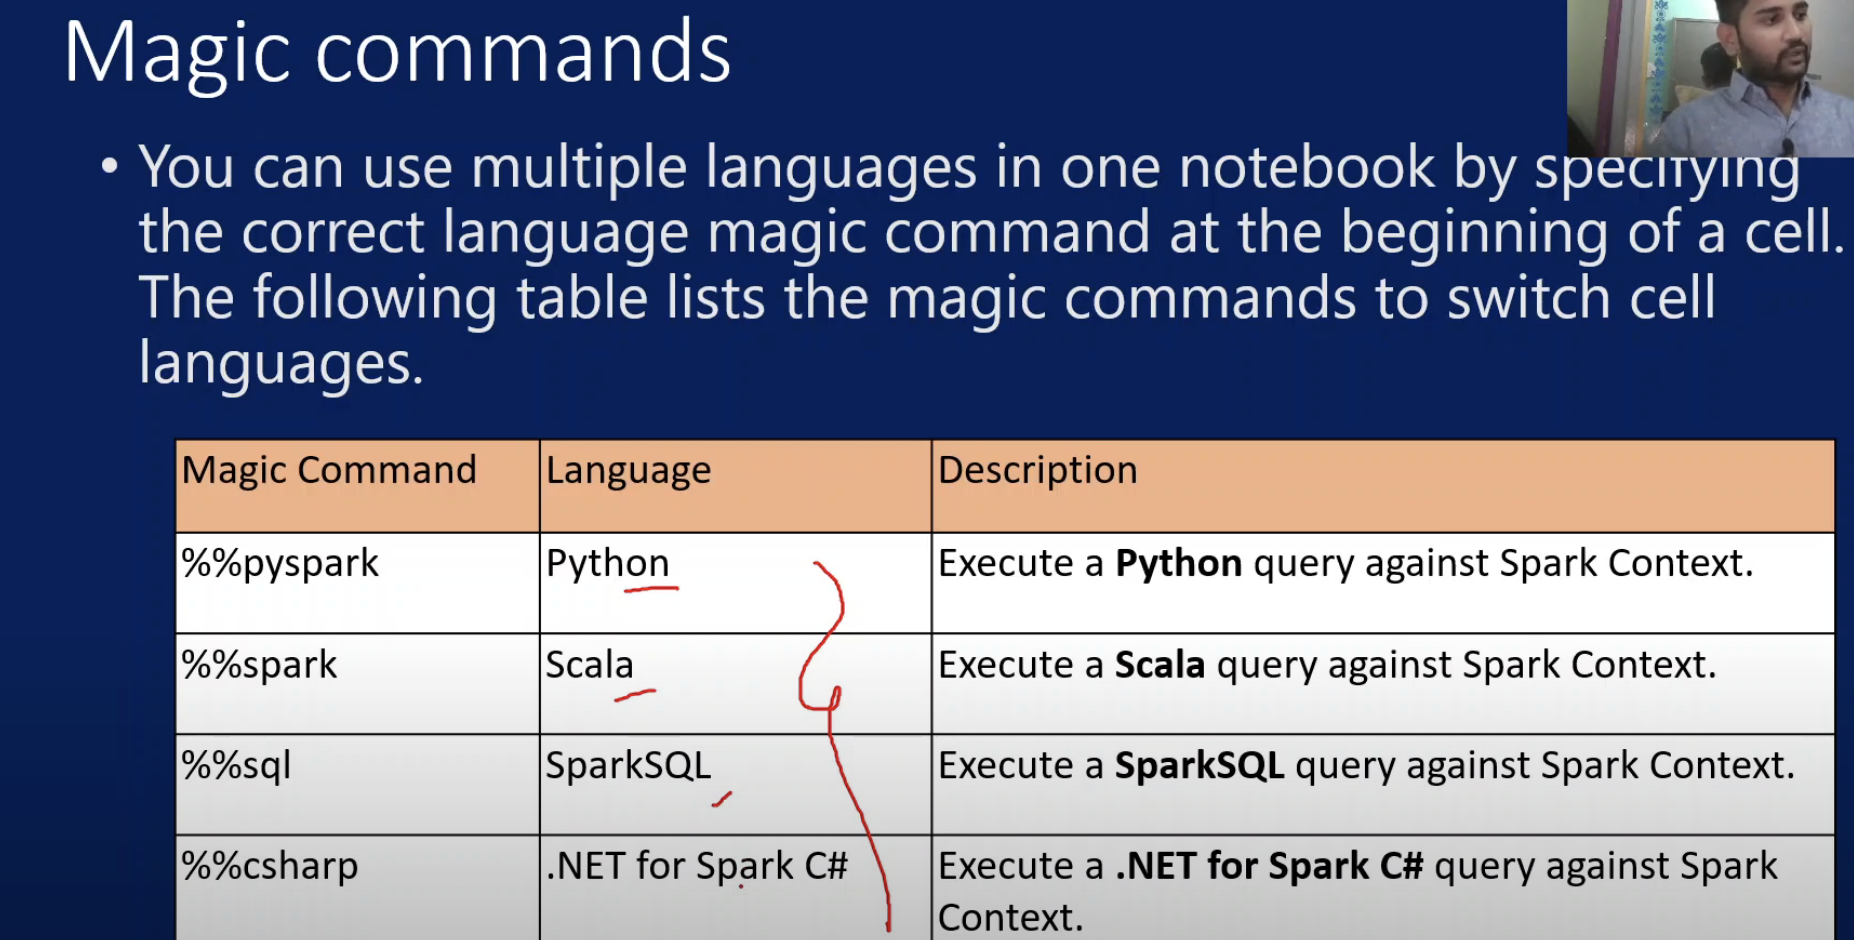 Magic commands
• You can use multiple languages in one notebook by specifying
the correct language magic command at the beginning of a cell.
The following table lists the magic commands to switch cell
languages.
Magic Command Language Description
%%pyspark Python Execute a Python query against Spark Context.
%%spark Scala Execute a Scala query against Spark Context.
%%sql SparkSQL Execute a SparkSQL query against Spark Context.
%%csharp .NET for Spark C# Execute a .NET for Spark C# query against Spark
Context.